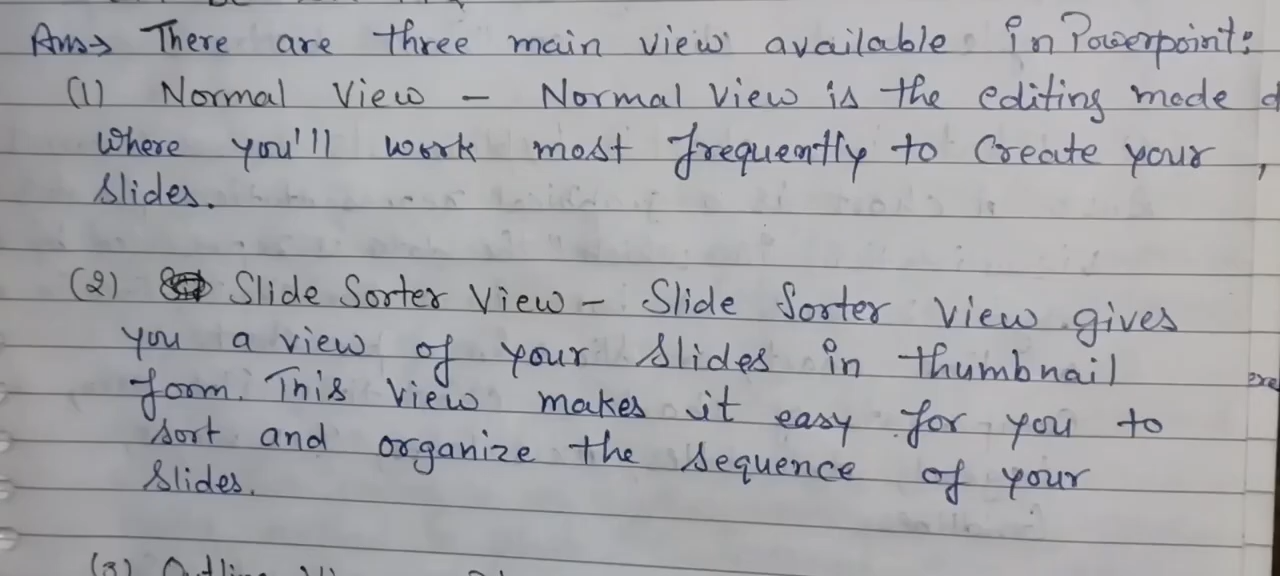 Ans→ There are three main view available in Powerpoint:
(1) Normal View – Normal View is the editing mode
Where you'll work most frequently to Create your
slides.
(2) Slide Sorter View – Slide Sorter View gives
you a view of your slides in thumbnail
form. This view makes it easy for you to
sort and organize the sequence of your
slides.
(3)